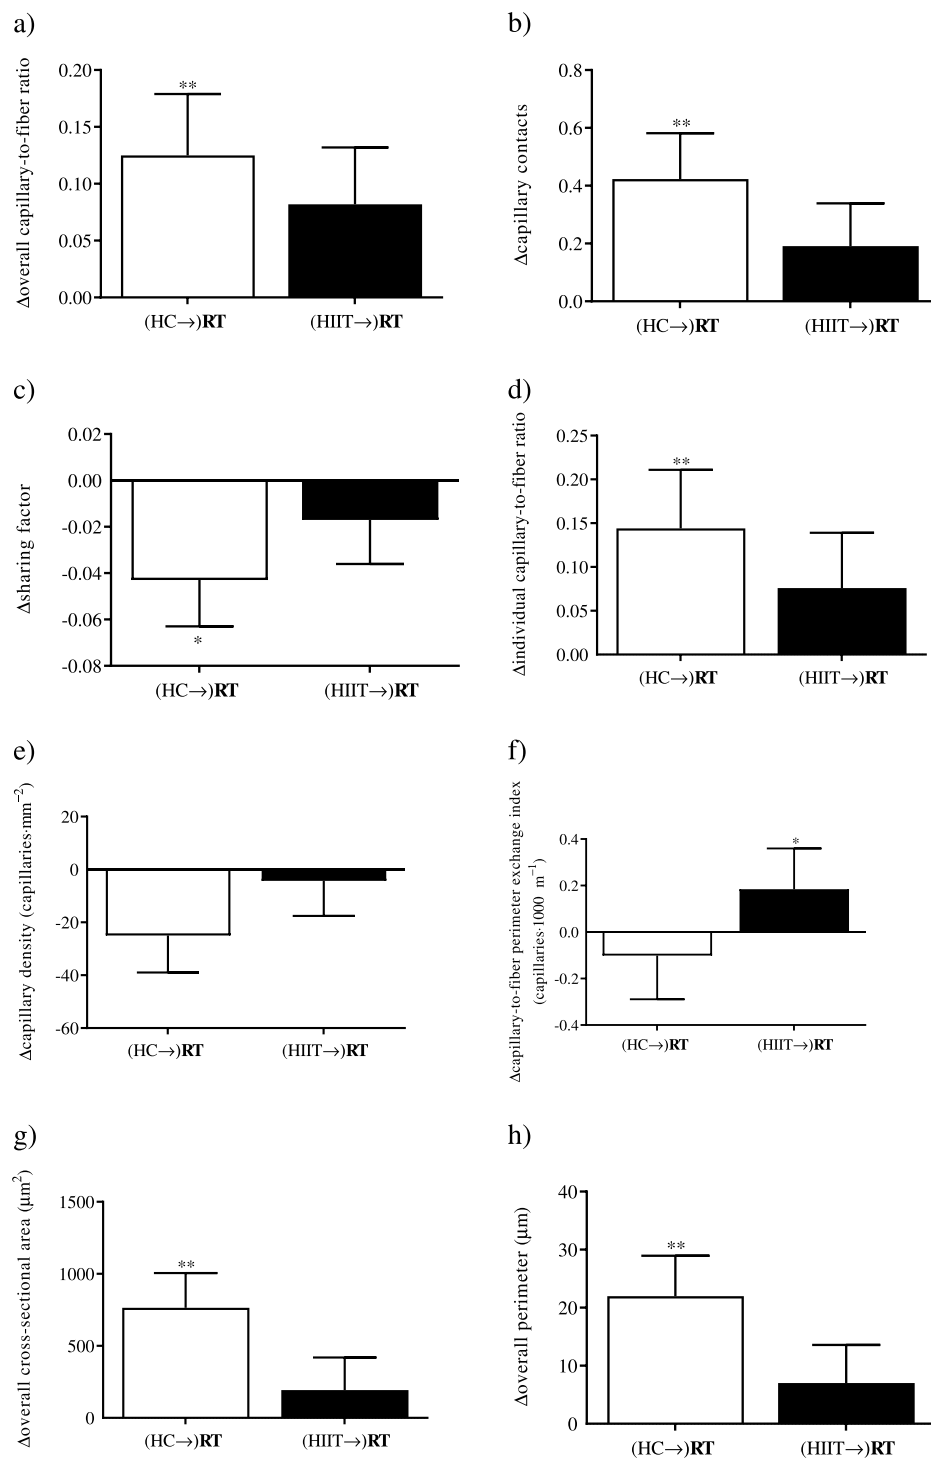 a)
Δoverall capillary-to-fiber ratio
0.20
0.15
0.10
0.05
0.00
**
(HC→)RT
(HIIT→)RT
b)
Δcapillary contacts
0.8
0.6
0.4
0.2
0.0
**
(HC→)RT
(HIIT→)RT
c)
Δsharing factor
0.02
0.00
-0.02
-0.04
-0.06
-0.08
*
(HC→)RT
(HIIT→)RT
d)
Δindividual capillary-to-fiber ratio
0.25
0.20
0.15
0.10
0.05
0.00
**
(HC→)RT
(HIIT→)RT
e)
Δcapillary density (capillaries·mm⁻²)
20
0
-20
-40
-60
(HC→)RT
(HIIT→)RT
f)
Δcapillary-to-fiber perimeter exchange index
(capillaries·1000 m⁻¹)
0.4
0.2
0.0
-0.2
-0.4
*
(HC→)RT
(HIIT→)RT
g)
Δoverall cross-sectional area (μm²)
1500
1000
500
0
**
(HC→)RT
(HIIT→)RT
h)
Δoverall perimeter (μm)
40
30
20
10
0
**
(HC→)RT
(HIIT→)RT